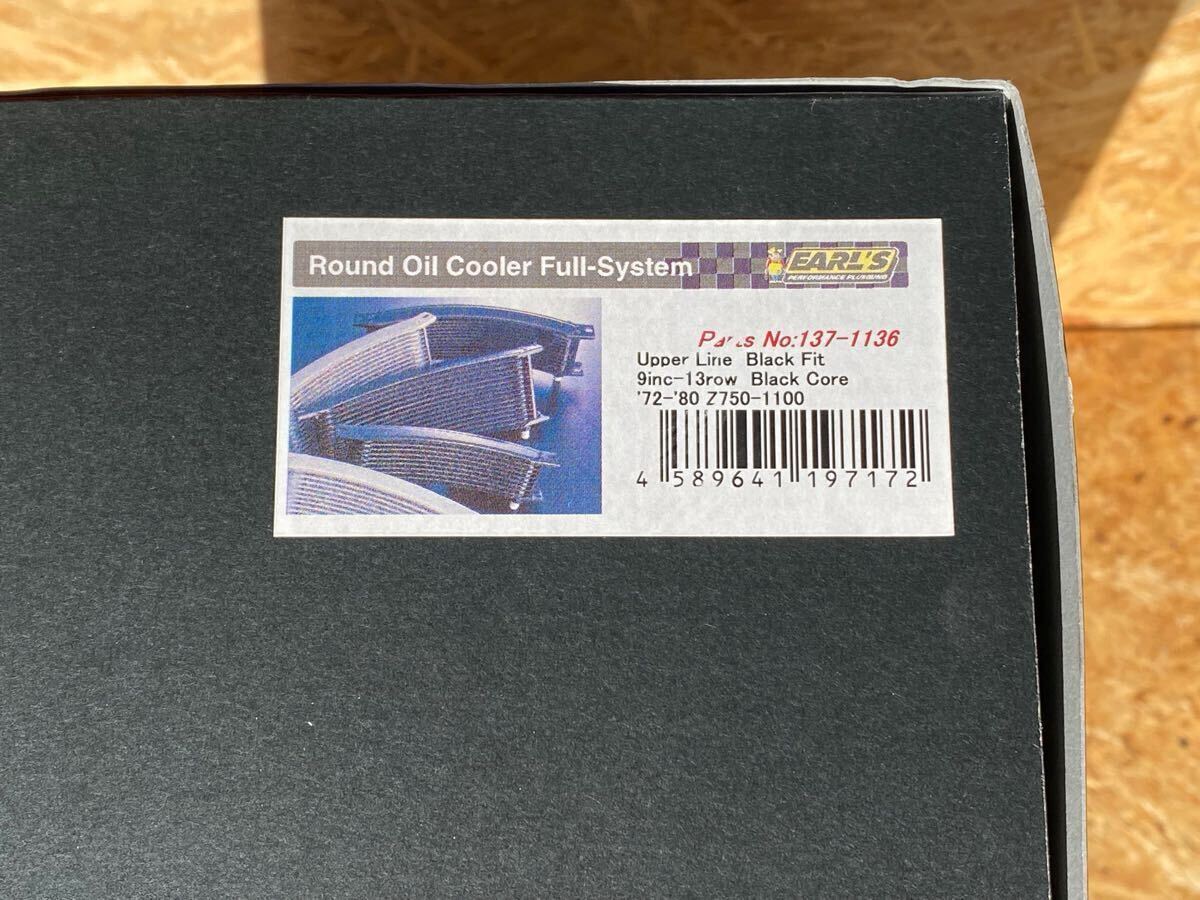 Round Oil Cooler Full-System
EARL'S
PERFORMANCE PLUMBING
Parts No:137-1136
Upper Line Black Fit
9inc-13row Black Core
'72-'80 Z750-1100
4 589641 197172